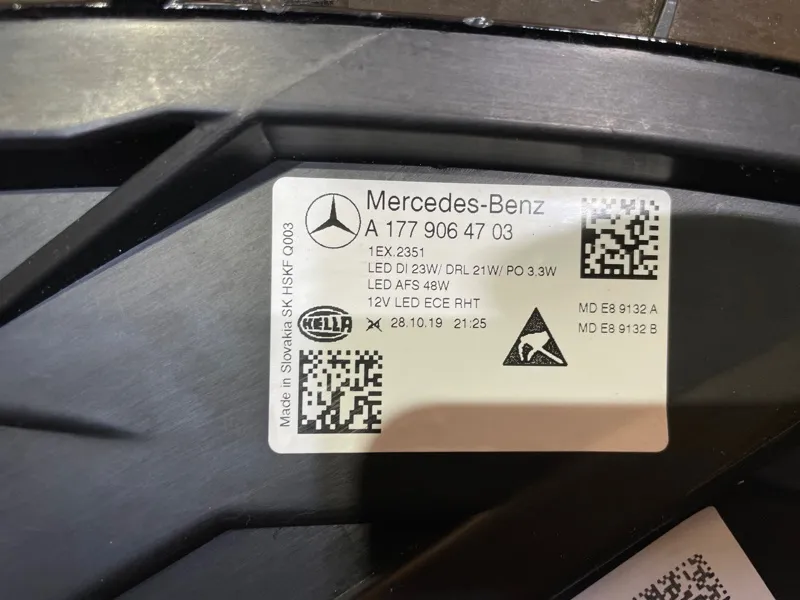 Mercedes-Benz
A 177 906 47 03
1EX.2351
LED DI 23W/ DRL 21W/ PO 3.3W
LED AFS 48W
12V LED ECE RHT
HELLA
28.10.19 21:25
MD E8 9132 A
MD E8 9132 B
Made in Slovakia SK HSKF Q003